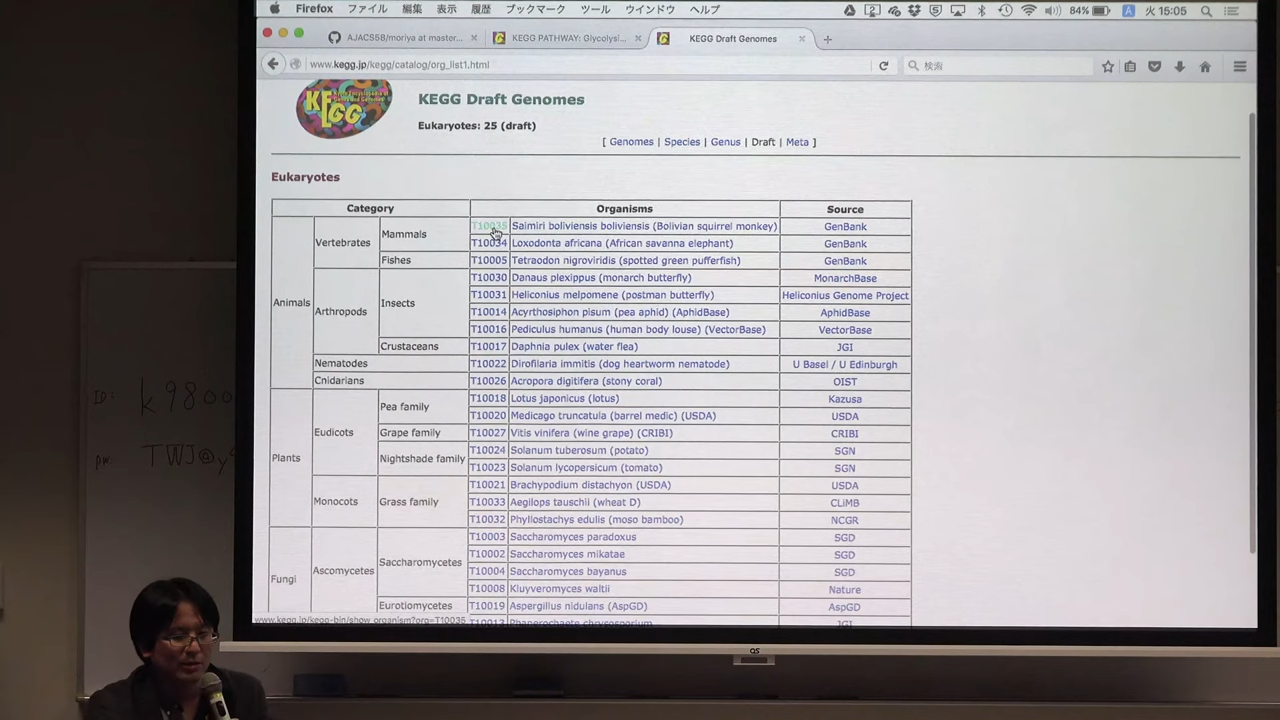 Firefox ファイル 編集 表示 履歴 ブックマーク ツール ウインドウ ヘルプ 84% A 火 15:05
AJACS58/moriya at master... × KEGG PATHWAY: Glycolysi... × KEGG Draft Genomes × +
www.kegg.jp/kegg/catalog/org_list1.html 検索
KEGG
KEGG Draft Genomes
Eukaryotes: 25 (draft)
[ Genomes | Species | Genus | Draft | Meta ]
Eukaryotes
Category Organisms Source
Animals Vertebrates Mammals T10035 Saimiri boliviensis boliviensis (Bolivian squirrel monkey) GenBank
T10034 Loxodonta africana (African savanna elephant) GenBank
Fishes T10005 Tetraodon nigroviridis (spotted green pufferfish) GenBank
Arthropods Insects T10030 Danaus plexippus (monarch butterfly) MonarchBase
T10031 Heliconius melpomene (postman butterfly) Heliconius Genome Project
T10014 Acyrthosiphon pisum (pea aphid) (AphidBase) AphidBase
T10016 Pediculus humanus (human body louse) (VectorBase) VectorBase
Crustaceans T10017 Daphnia pulex (water flea) JGI
Nematodes T10022 Dirofilaria immitis (dog heartworm nematode) U Basel / U Edinburgh
Cnidarians T10026 Acropora digitifera (stony coral) OIST
Plants Eudicots Pea family T10018 Lotus japonicus (lotus) Kazusa
T10020 Medicago truncatula (barrel medic) (USDA) USDA
Grape family T10027 Vitis vinifera (wine grape) (CRIBI) CRIBI
Nightshade family T10024 Solanum tuberosum (potato) SGN
T10023 Solanum lycopersicum (tomato) SGN
Monocots Grass family T10021 Brachypodium distachyon (USDA) USDA
T10033 Aegilops tauschii (wheat D) CLiMB
T10032 Phyllostachys edulis (moso bamboo) NCGR
Fungi Ascomycetes Saccharomycetes T10003 Saccharomyces paradoxus SGD
T10002 Saccharomyces mikatae SGD
T10004 Saccharomyces bayanus SGD
T10008 Kluyveromyces waltii Nature
Eurotiomycetes T10019 Aspergillus nidulans (AspGD) AspGD
T10013 Phanerochaete chrysosporium JGI
www.kegg.jp/kegg-bin/show_organism?org=T10035
ID: k9800
pw. TWJ@y